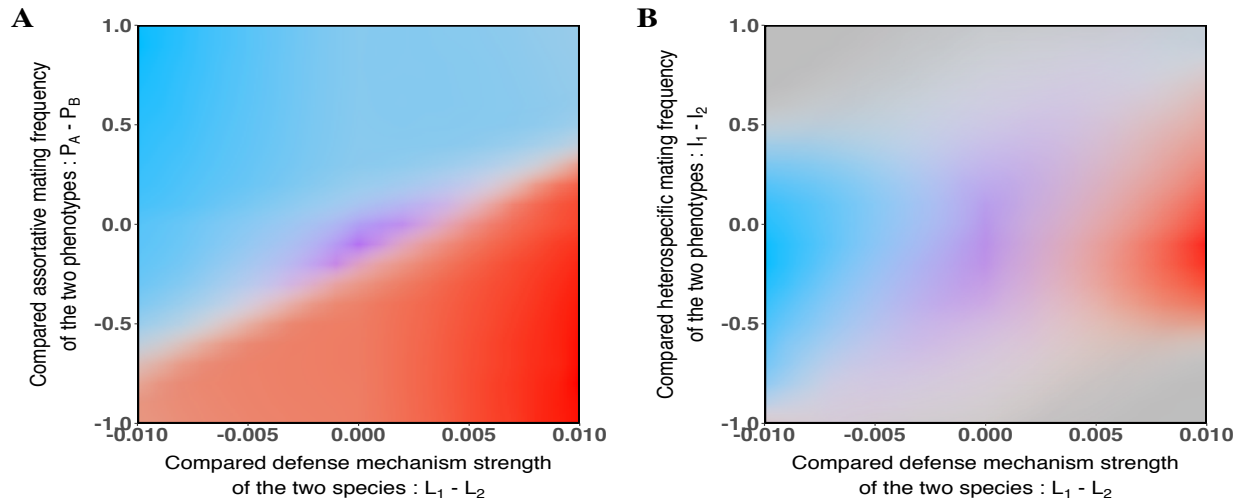 A
Compared assortative mating frequency
of the two phenotypes : P_A - P_B
1.0
0.5
0.0
-0.5
-1.0
-0.010
-0.005
0.000
0.005
0.010
Compared defense mechanism strength
of the two species : L_1 - L_2
B
Compared heterospecific mating frequency
of the two phenotypes : I_1 - I_2
1.0
0.5
0.0
-0.5
-1.0
-0.010
-0.005
0.000
0.005
0.010
Compared defense mechanism strength
of the two species : L_1 - L_2